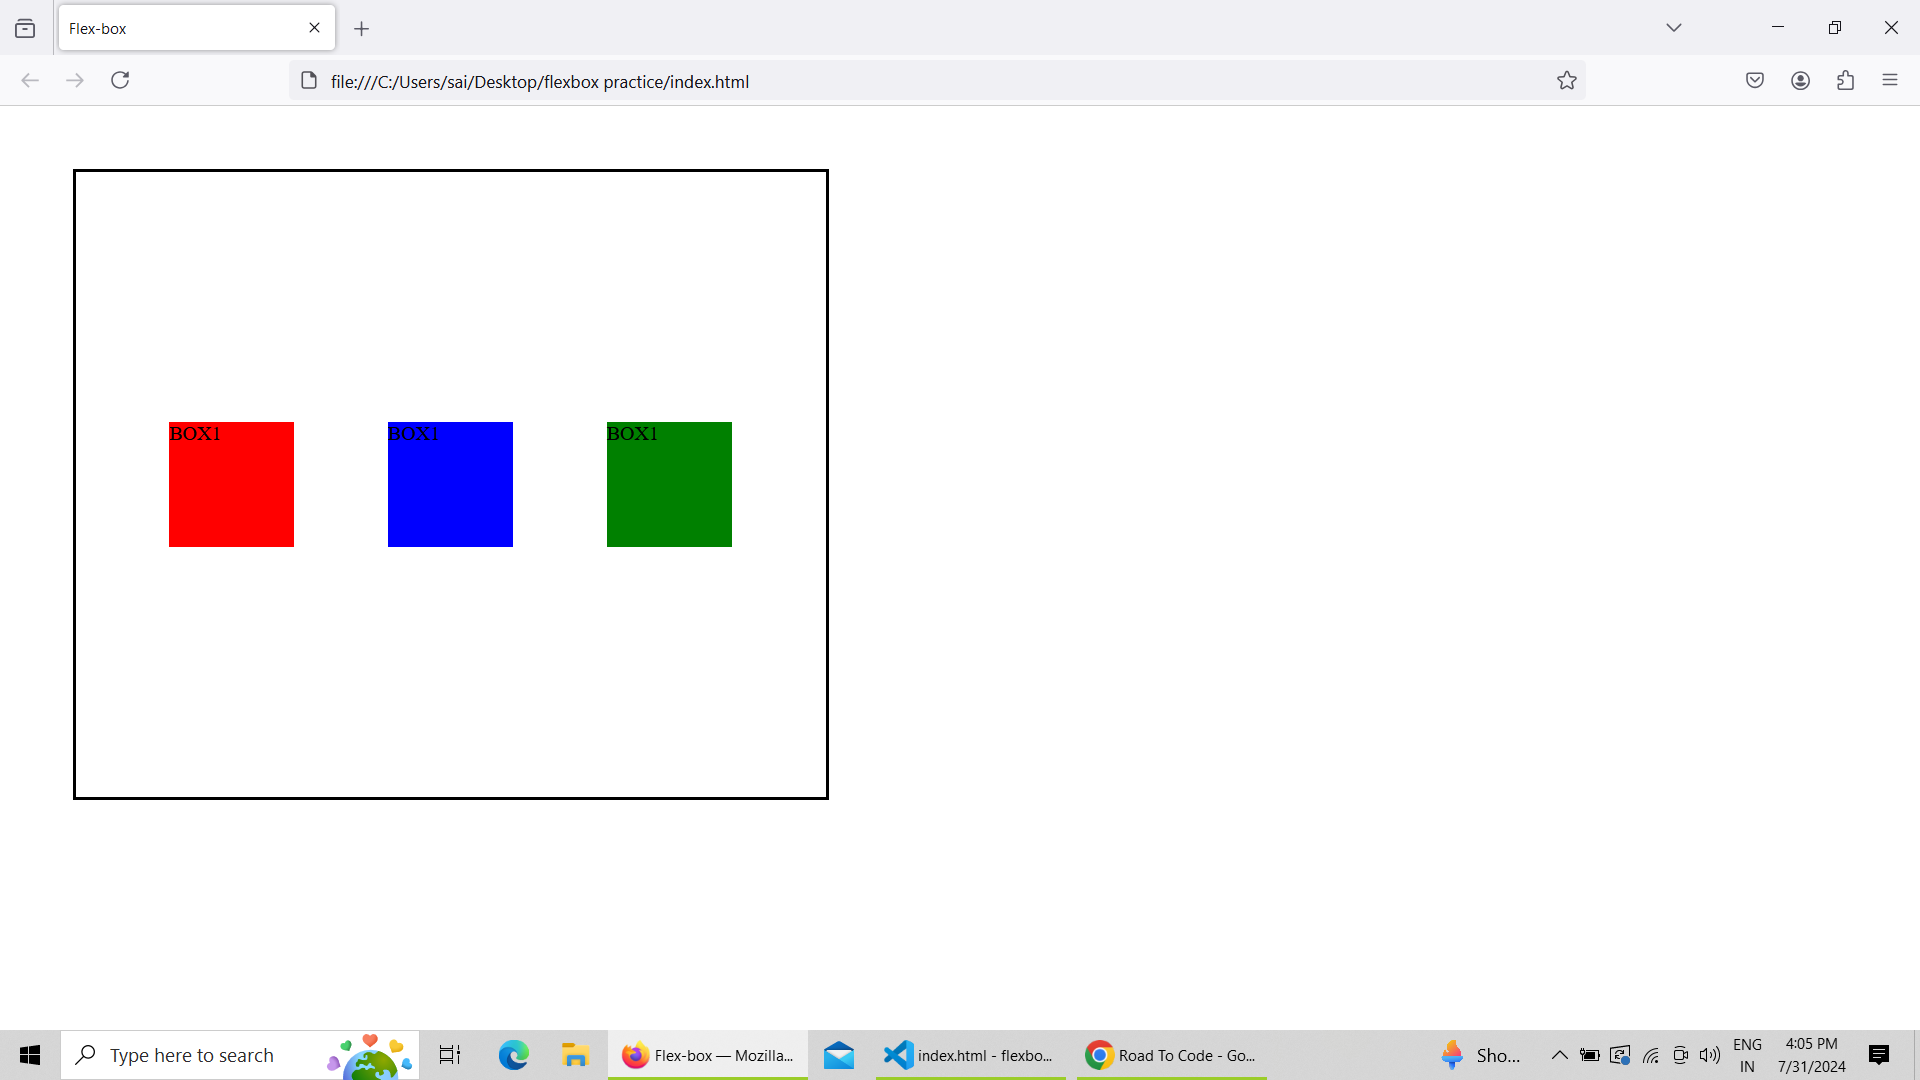 Flex-box
file:///C:/Users/sai/Desktop/flexbox practice/index.html
BOX1 BOX1 BOX1
Type here to search
Flex-box — Mozilla...
index.html - flexbo...
Road To Code - Go...
Sho...
ENG
IN
4:05 PM
7/31/2024